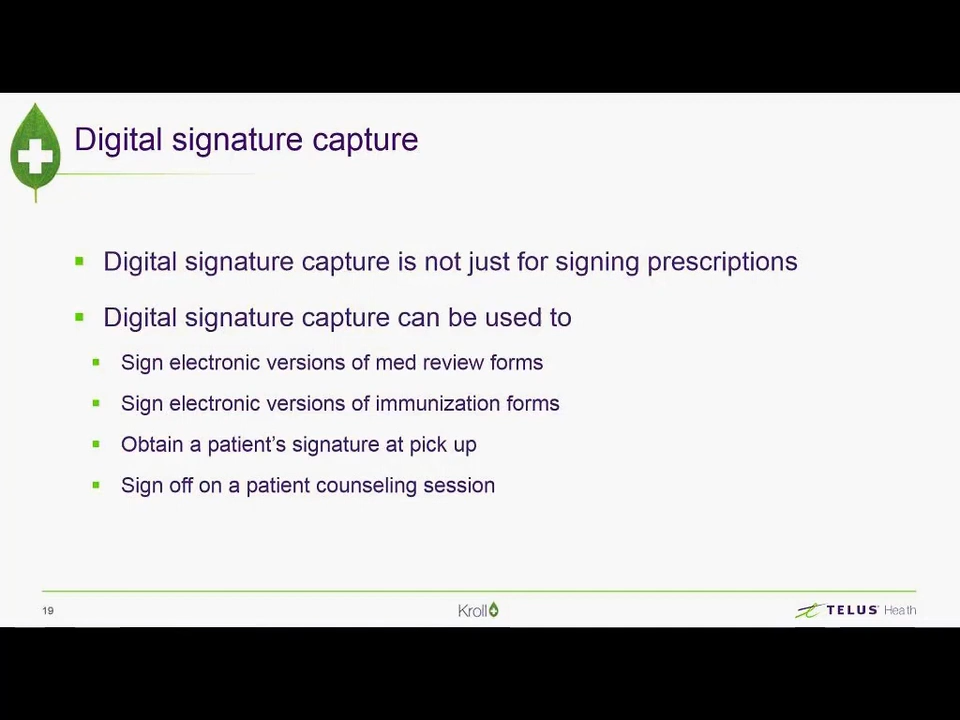 Digital signature capture
Digital signature capture is not just for signing prescriptions
Digital signature capture can be used to
Sign electronic versions of med review forms
Sign electronic versions of immunization forms
Obtain a patient's signature at pick up
Sign off on a patient counseling session
19
Kroll
TELUS Health